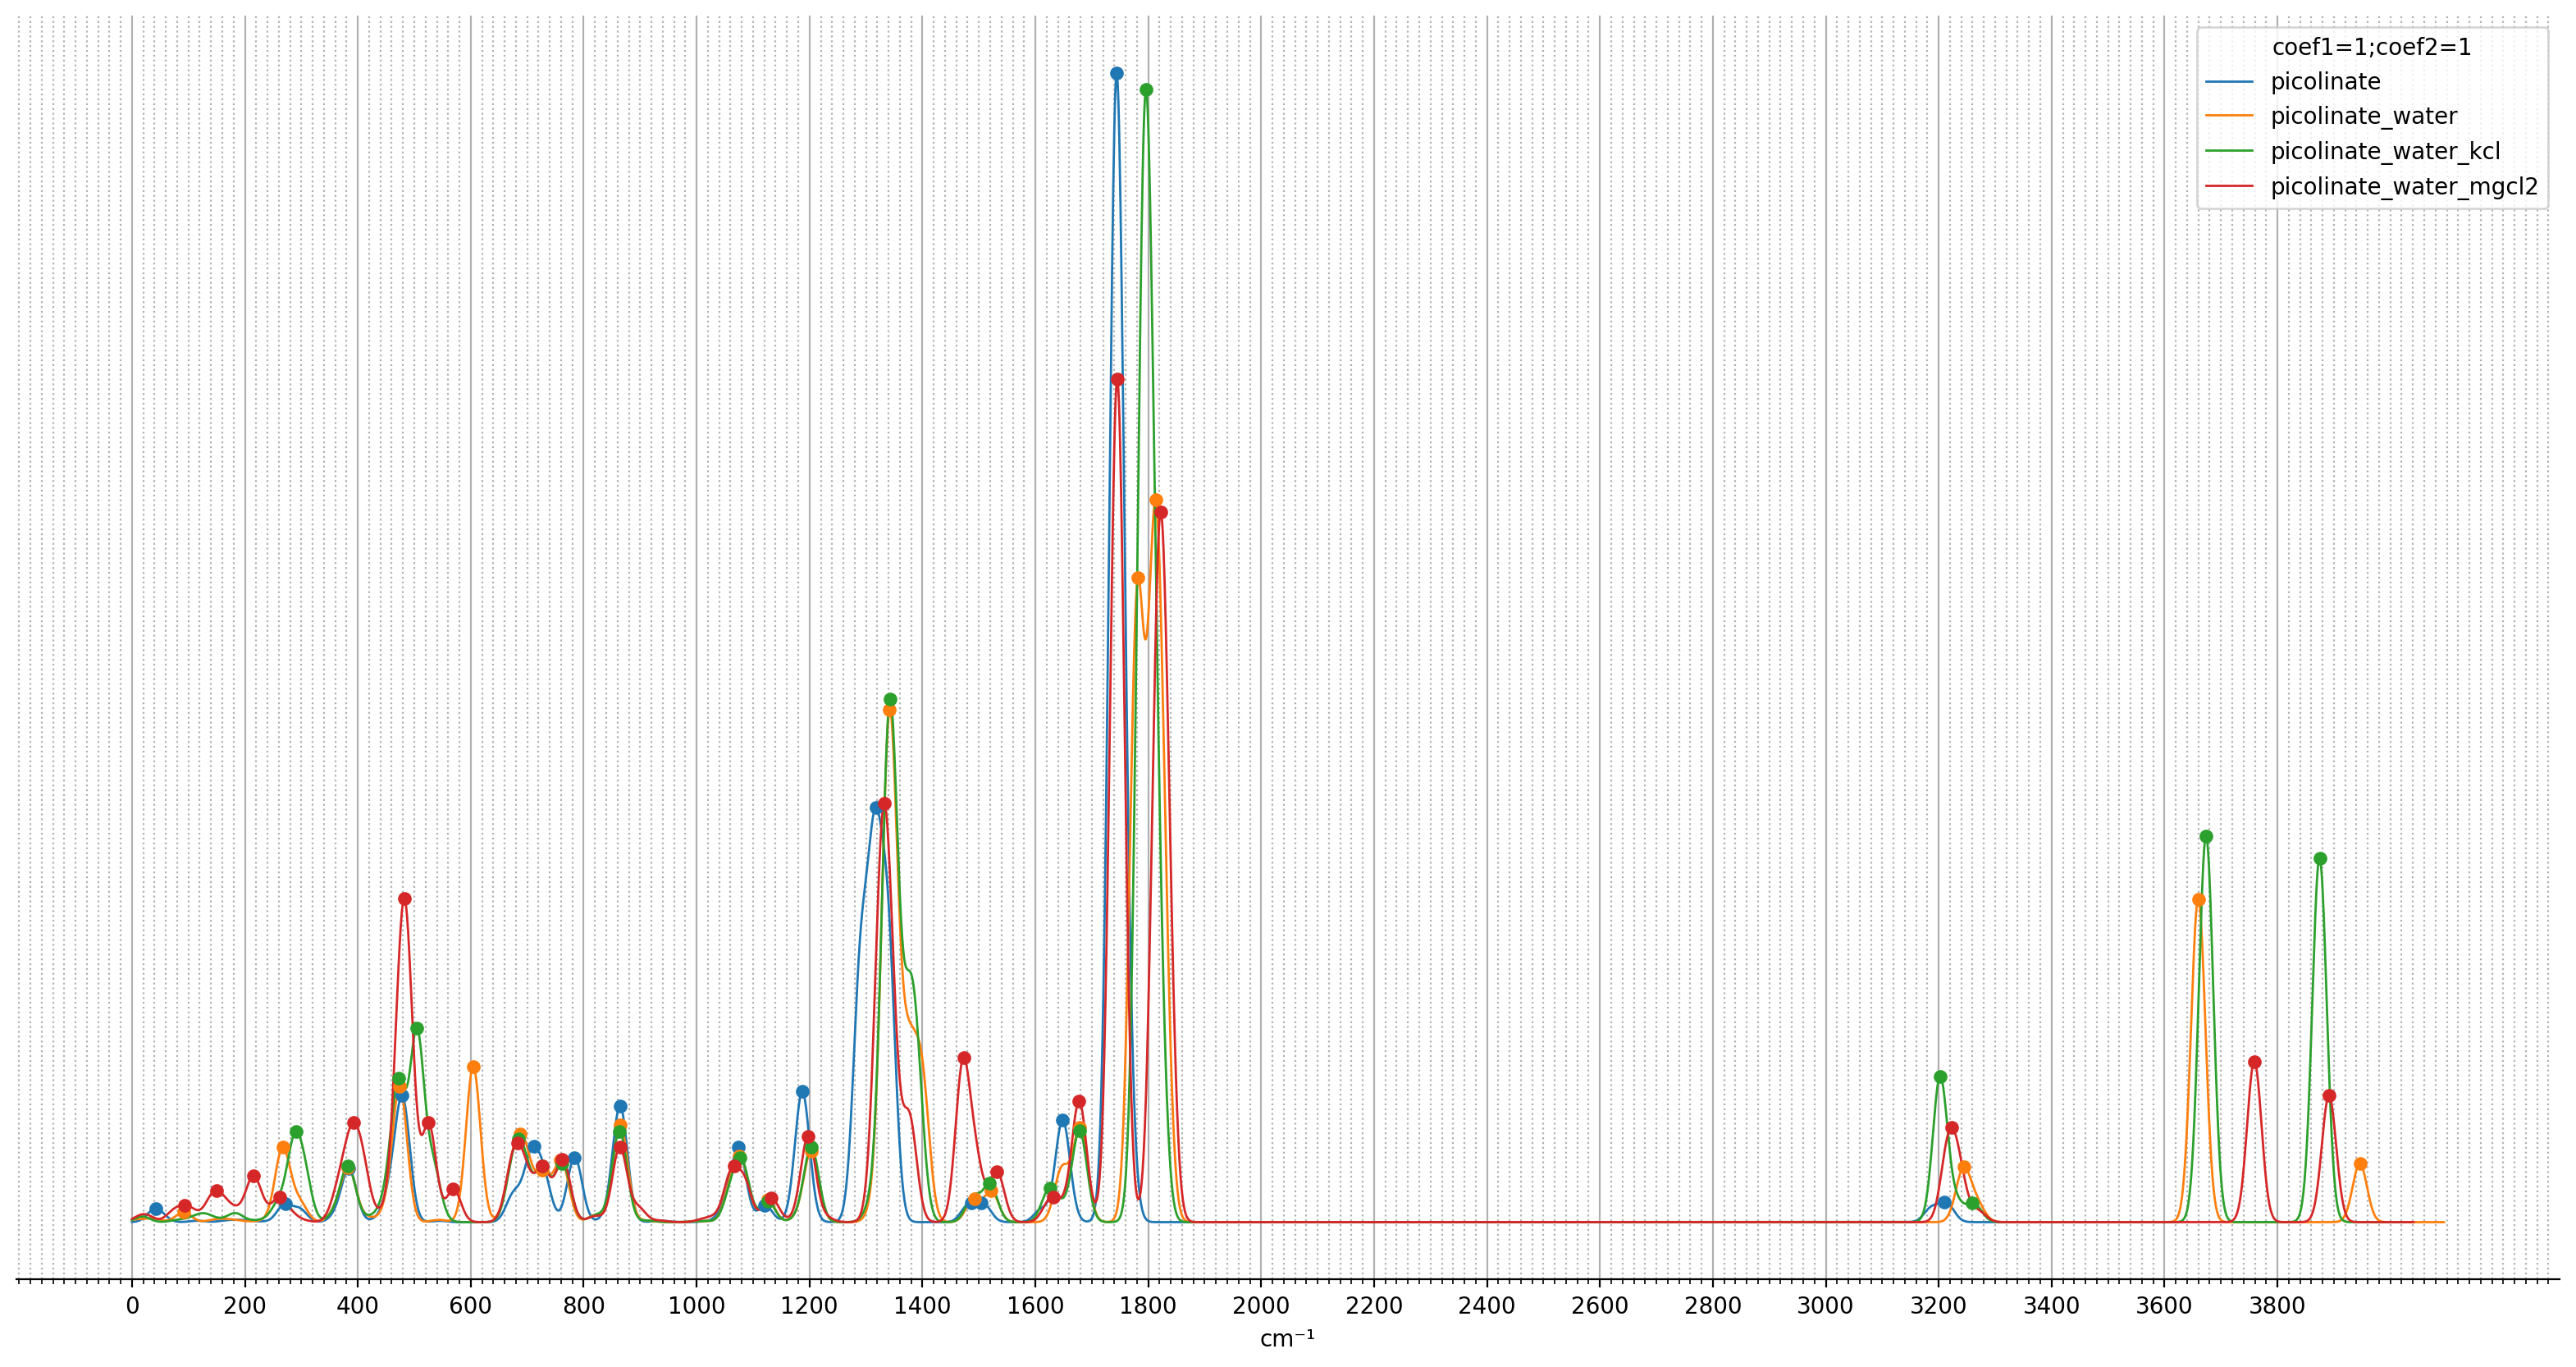 coef1=1;coef2=1
picolinate
picolinate_water
picolinate_water_kcl
picolinate_water_mgcl2
0 200 400 600 800 1000 1200 1400 1600 1800 2000 2200 2400 2600 2800 3000 3200 3400 3600 3800
cm⁻¹